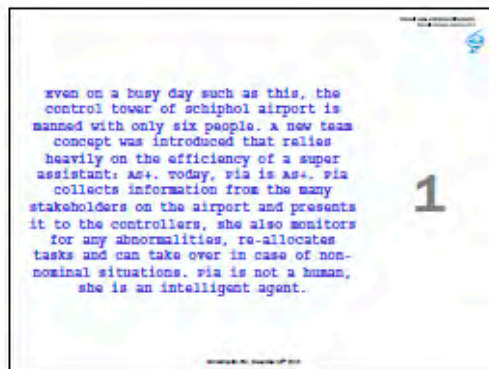 Even on a busy day such as this, the
control tower of schiphol airport is
manned with only six people. A new team
concept was introduced that relies
heavily on the efficiency of a super
assistant: AS+. Today, Pia is AS+. Pia
collects information from the many
stakeholders on the airport and presents
it to the controllers, she also monitors
for any abnormalities, re-allocates
tasks and can take over in case of non-
nominal situations. Pia is not a human,
she is an intelligent agent.
1